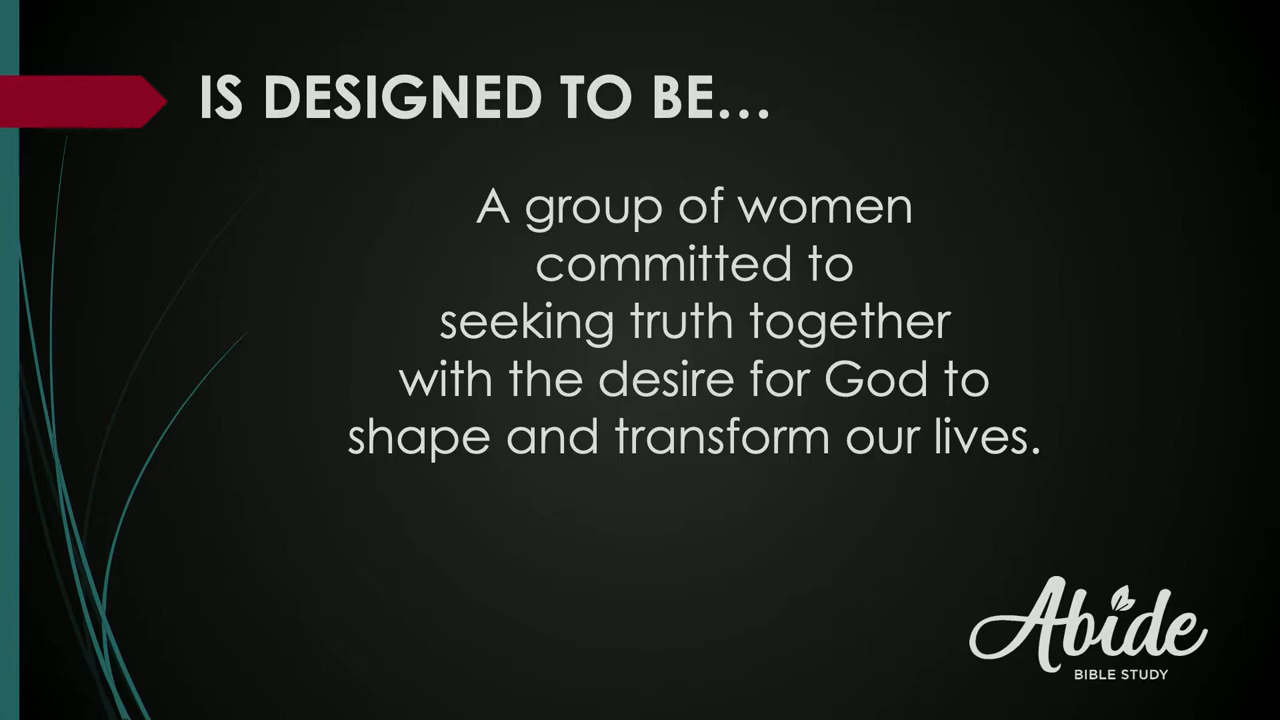 IS DESIGNED TO BE...
A group of women
committed to
seeking truth together
with the desire for God to
shape and transform our lives.
Abide
BIBLE STUDY